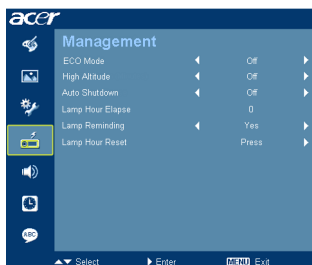 acer
Management
ECO Mode Off
High Altitude Off
Auto Shutdown Off
Lamp Hour Elapse 0
Lamp Reminding Yes
Lamp Hour Reset Press
ABC
Select Enter MENU Exit